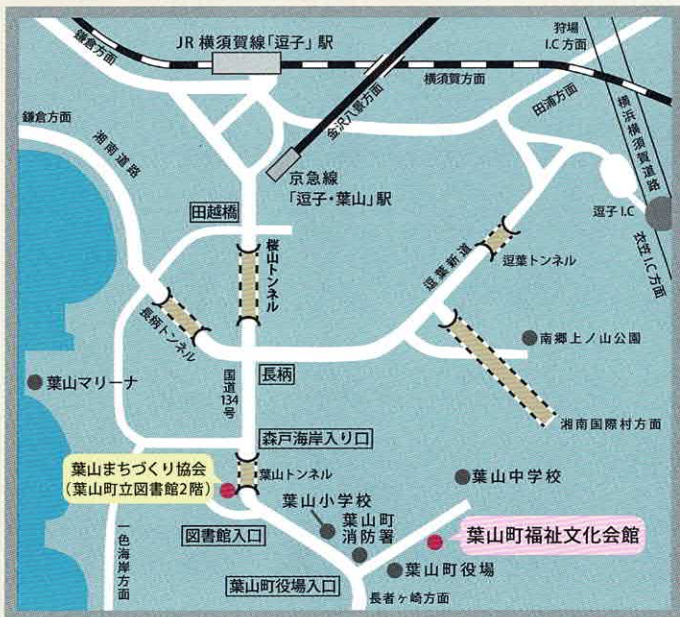 鎌倉方面
JR 横須賀線「逗子」駅
狩場
I.C 方面
横須賀方面
金沢八景方面
田浦方面
横浜横須賀道路
鎌倉方面
湘南道路
京急線
「逗子・葉山」駅
逗子 I.C
衣笠 I.C 方面
田越橋
桜山トンネル
逗葉新道
逗葉トンネル
長柄トンネル
南郷上ノ山公園
葉山マリーナ
国道
134
号
長柄
湘南国際村方面
森戸海岸入り口
葉山まちづくり協会
(葉山町立図書館2階)
葉山トンネル
葉山中学校
葉山小学校
図書館入口
葉山町
消防署
葉山町福祉文化会館
一色海岸方面
葉山町役場
葉山町役場入口
長者ヶ崎方面